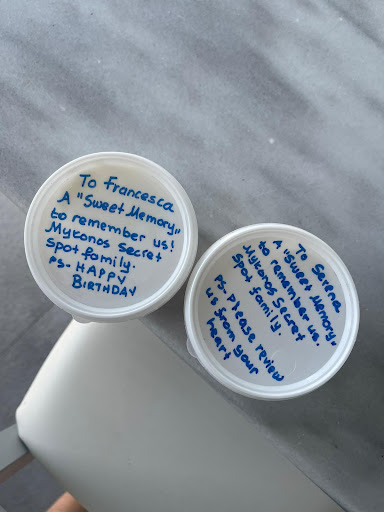 To Francesca
A "Sweet Memory"
to remember us!
Mykonos Secret
Spot family.
PS- HAPPY
BIRTHDAY
To Serena
A "Sweet Memory"
to remember us.
Mykonos Secret
Spot family.
PS- Please review
us from your
heart